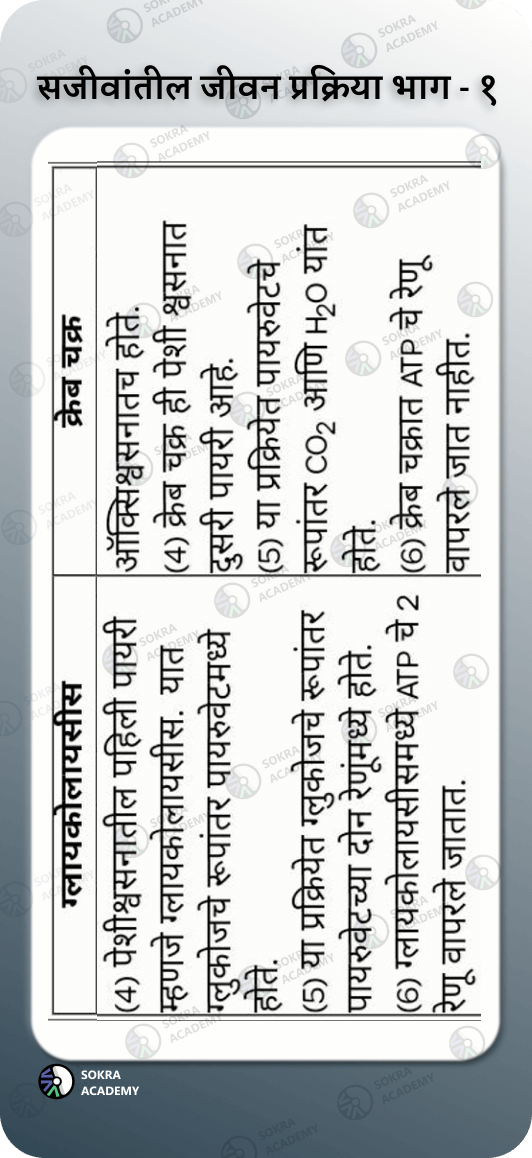 सजीवांतील जीवन प्रक्रिया भाग - १
ग्लायकोलायसीस
क्रेब चक्र
(4) पेशीश्वसनातील पहिली पायरी
म्हणजे ग्लायकोलायसीस. यात
ग्लुकोजचे रूपांतर पायरुवेटमध्ये
होते.
(5) या प्रक्रियेत ग्लुकोजचे रूपांतर
पायरुवेटच्या दोन रेणूंमध्ये होते.
(6) ग्लायकोलायसीसमध्ये ATP चे 2
रेणू वापरले जातात.
ऑक्सिश्वसनातच होते.
(4) क्रेब चक्र ही पेशी श्वसनात
दुसरी पायरी आहे.
(5) या प्रक्रियेत पायरुवेटचे
रूपांतर CO₂ आणि H₂O यांत
होते.
(6) क्रेब चक्रात ATP चे रेणू
वापरले जात नाहीत.
SOKRA
ACADEMY